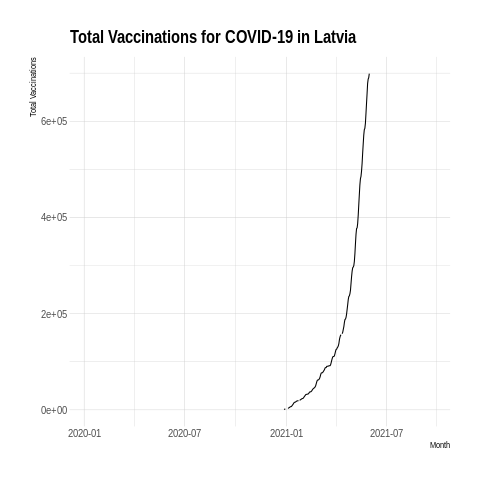 Total Vaccinations for COVID-19 in Latvia
Total Vaccinations
6e+05
4e+05
2e+05
0e+00
2020-01 2020-07 2021-01 2021-07
Month